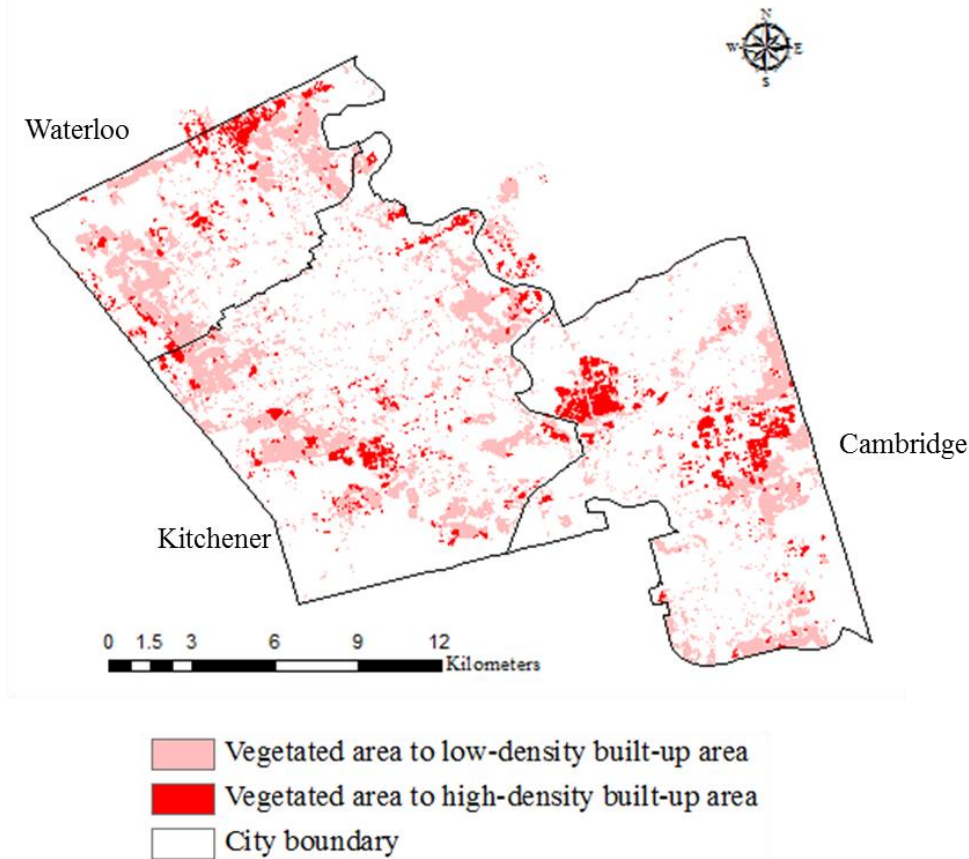 N
W E
S
Waterloo
Cambridge
Kitchener
0 1.5 3 6 9 12
Kilometers
Vegetated area to low-density built-up area
Vegetated area to high-density built-up area
City boundary